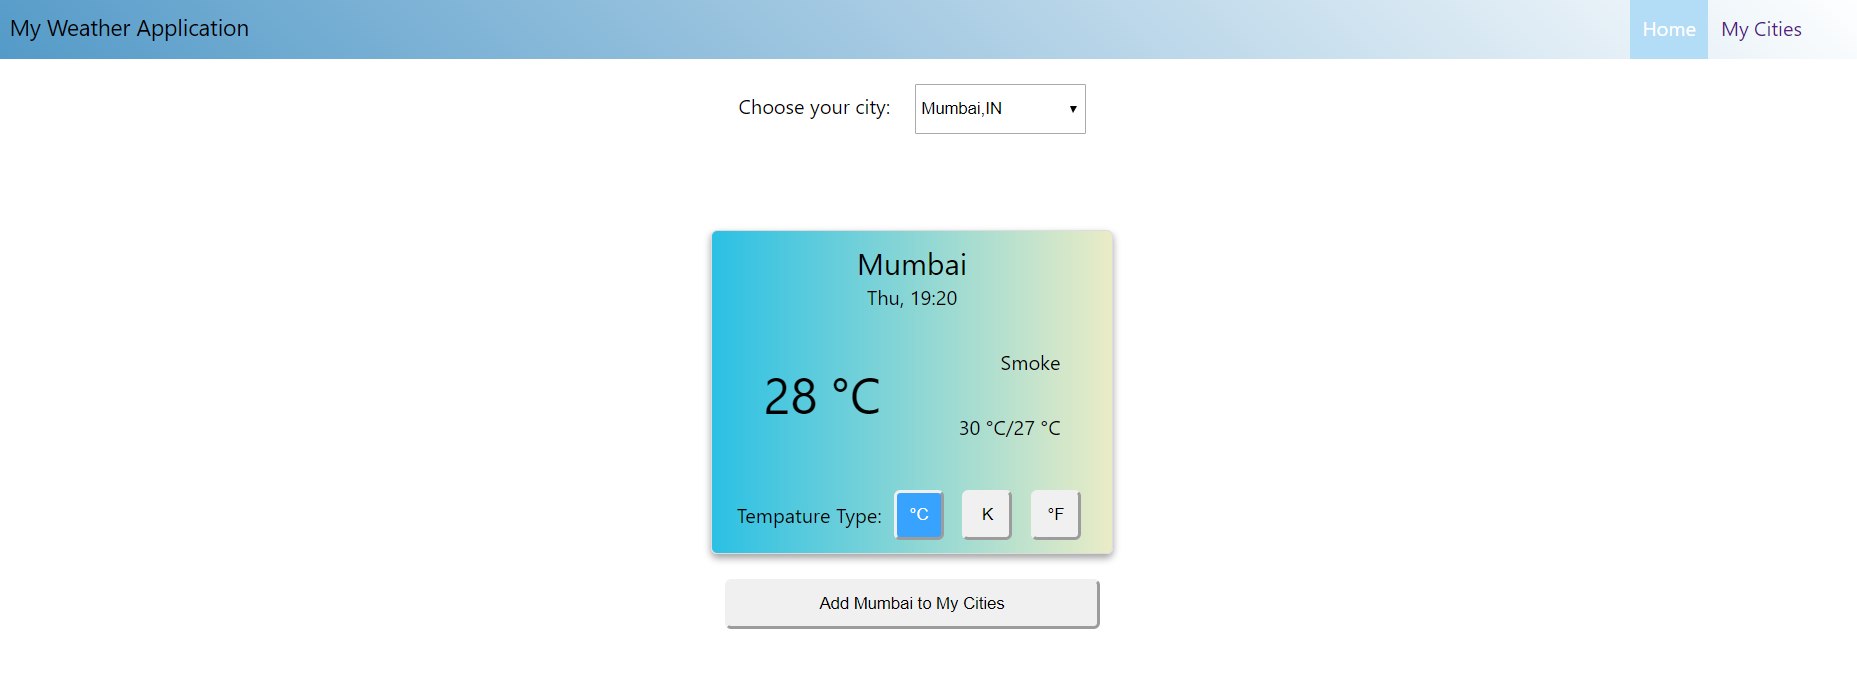 My Weather Application
Home
My Cities
Choose your city:
Mumbai,IN
Mumbai
Thu, 19:20
Smoke
28 °C
30 °C/27 °C
Tempature Type:
°C
K
°F
Add Mumbai to My Cities